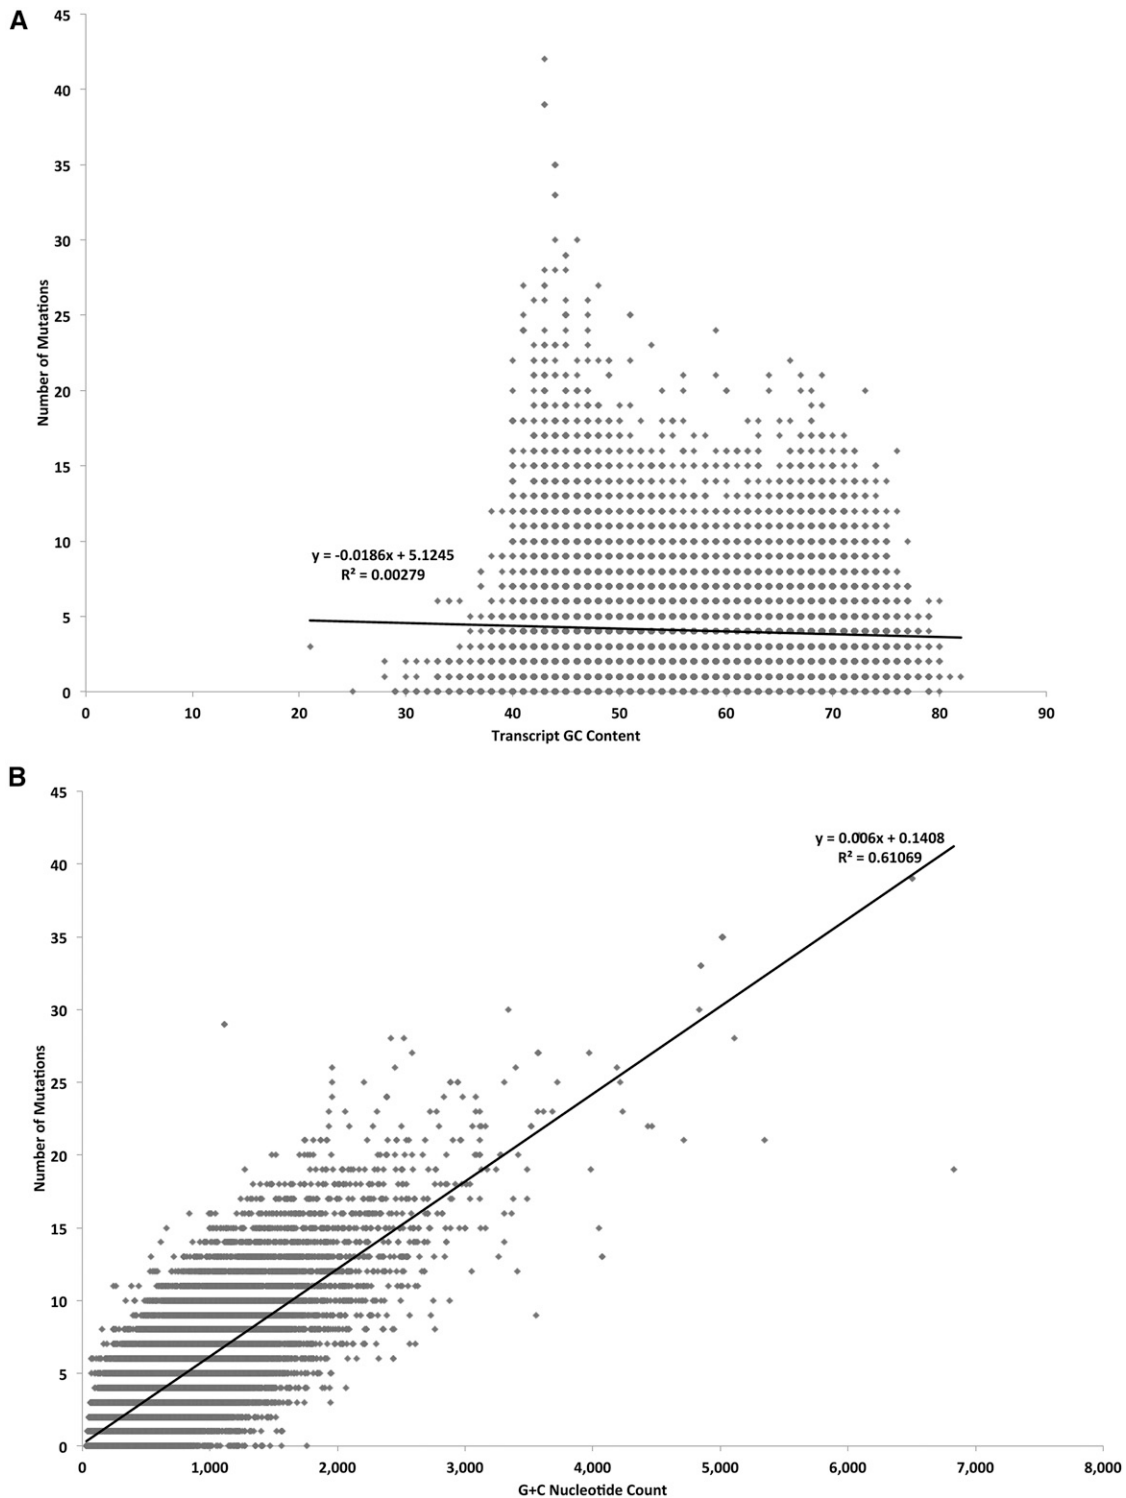 A
45
40
35
30
25
20
15
10
5
0
Number of Mutations
y = -0.0186x + 5.1245
R² = 0.00279
0 10 20 30 40 50 60 70 80 90
Transcript GC Content
B
45
40
35
30
25
20
15
10
5
0
Number of Mutations
y = 0.006x + 0.1408
R² = 0.61069
0 1,000 2,000 3,000 4,000 5,000 6,000 7,000 8,000
G+C Nucleotide Count